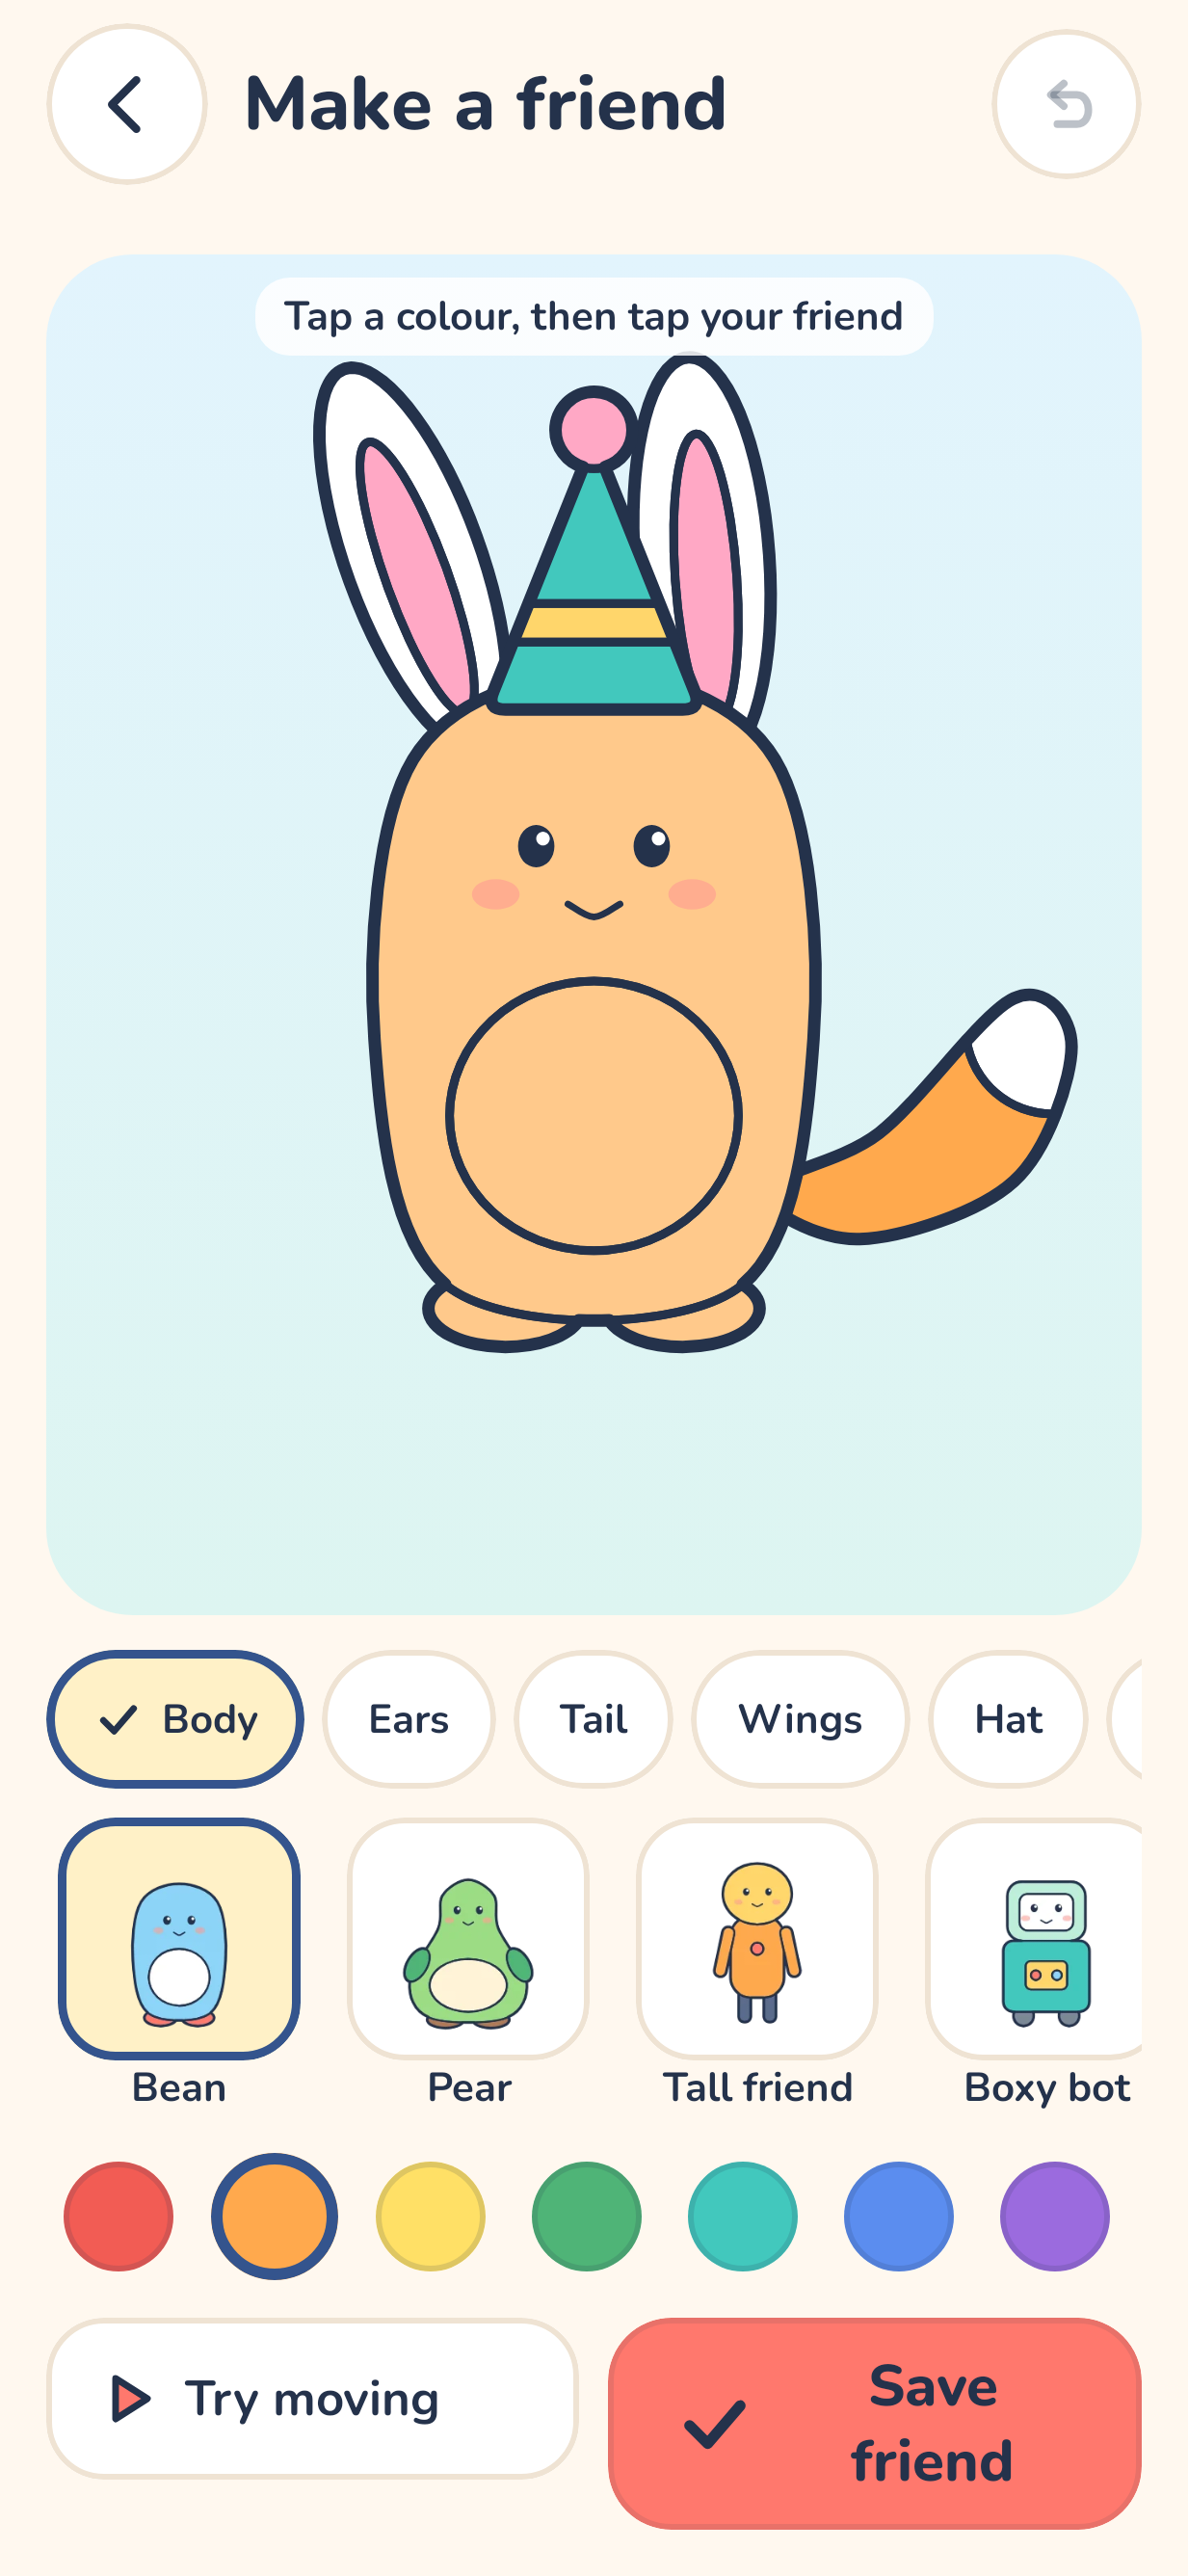 Make a friend
Tap a colour, then tap your friend
Body
Ears
Tail
Wings
Hat
Bean
Pear
Tall friend
Boxy bot
Try moving
Save
friend